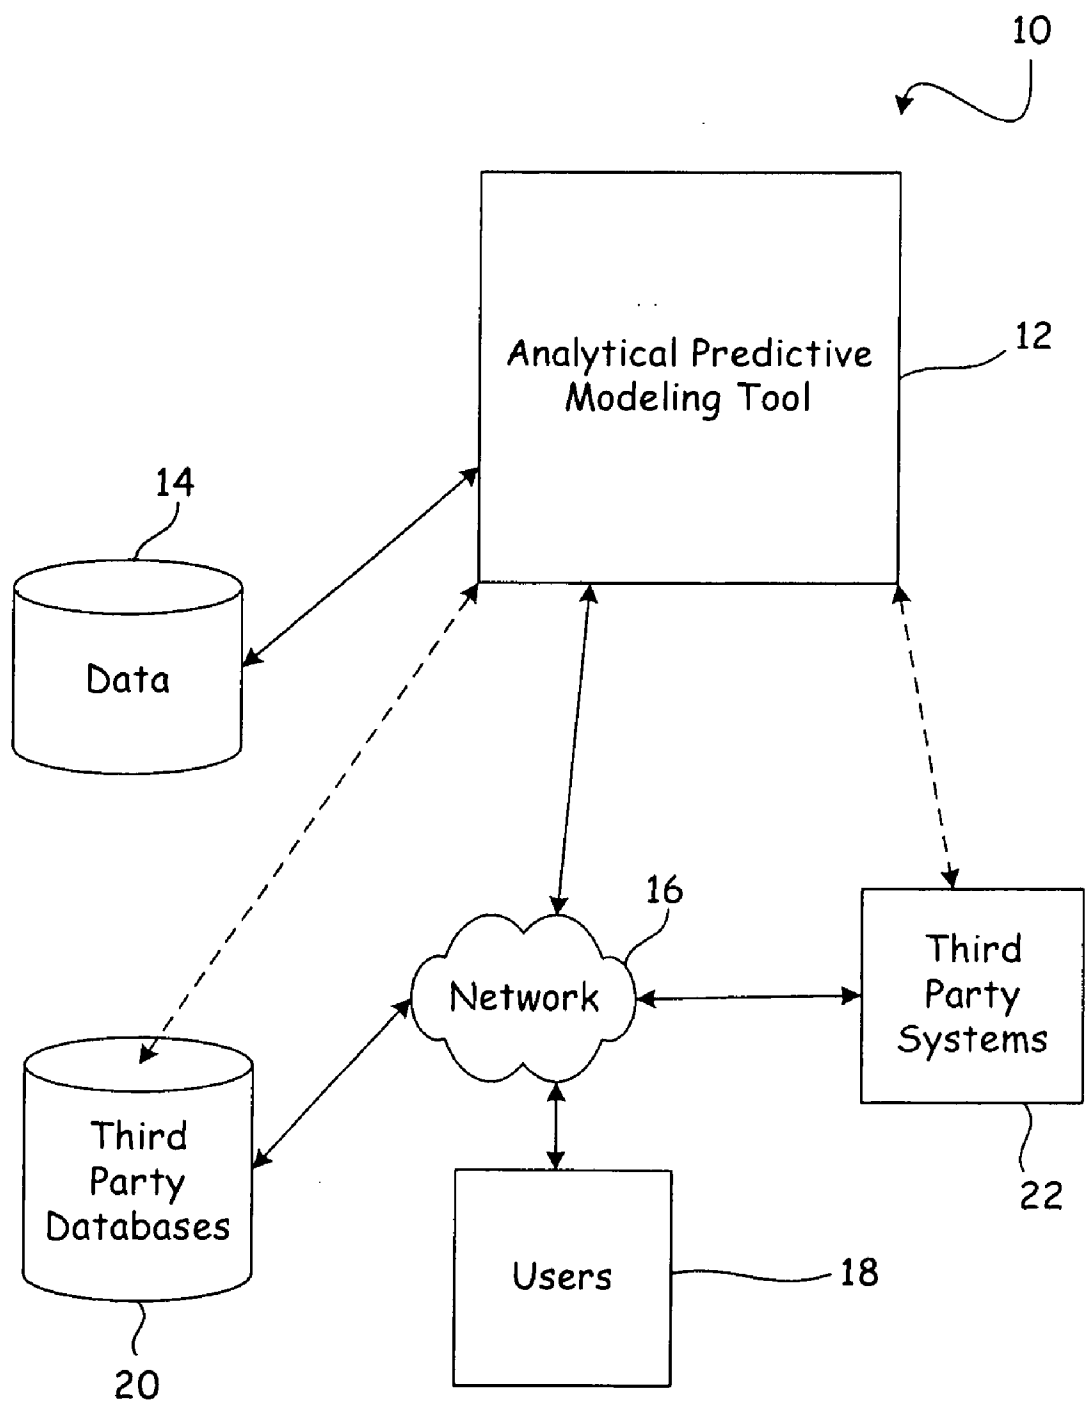 10
Analytical Predictive
Modeling Tool
12
14
Data
16
Network
Third
Party
Systems
22
Third
Party
Databases
20
Users
18